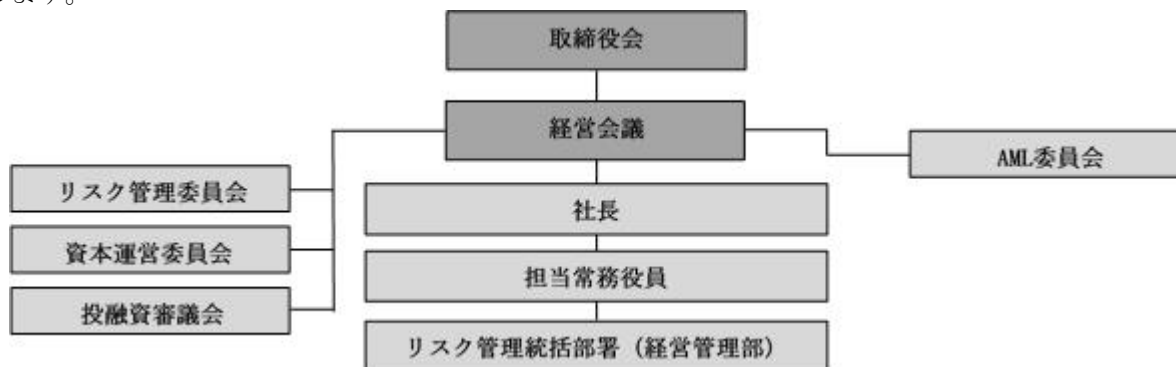 します。
取締役会
経営会議
AML委員会
リスク管理委員会
社長
資本運営委員会
担当常務役員
投融資審議会
リスク管理統括部署（経営管理部）